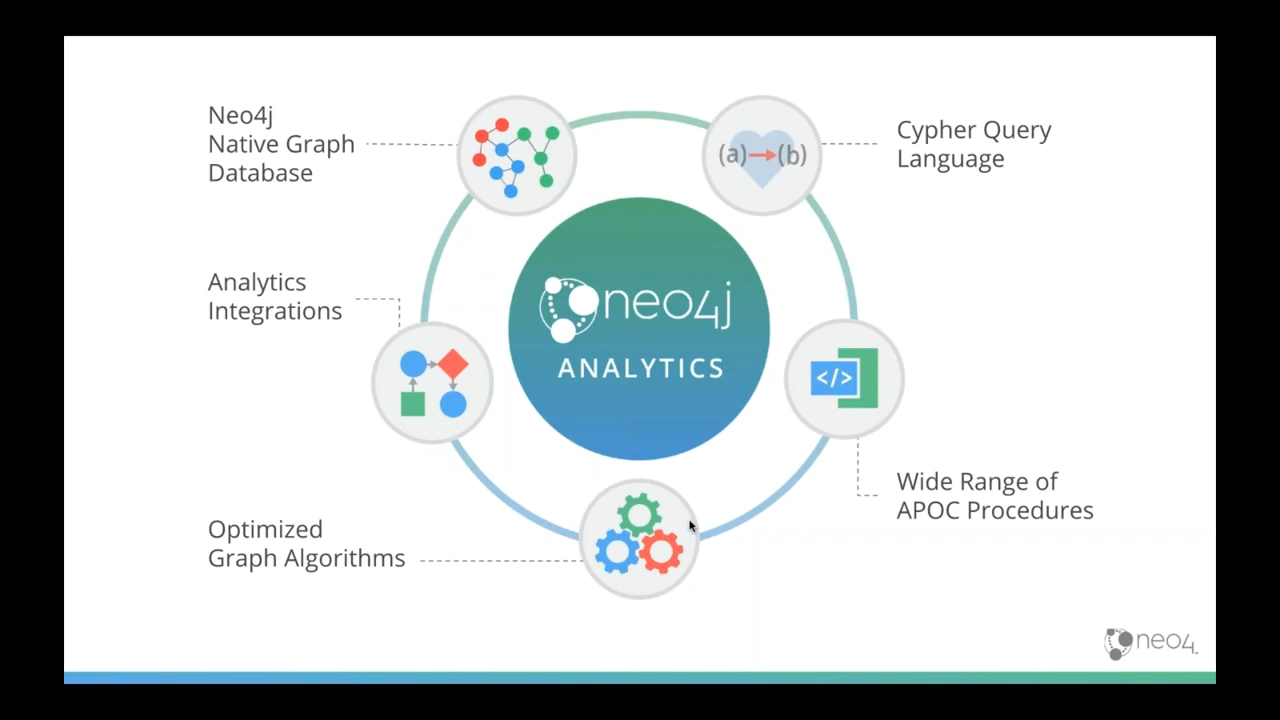 Neo4j
Native Graph
Database
(a)→(b)
Cypher Query
Language
Analytics
Integrations
neo4j
ANALYTICS
</>
Wide Range of
APOC Procedures
Optimized
Graph Algorithms
neo4j